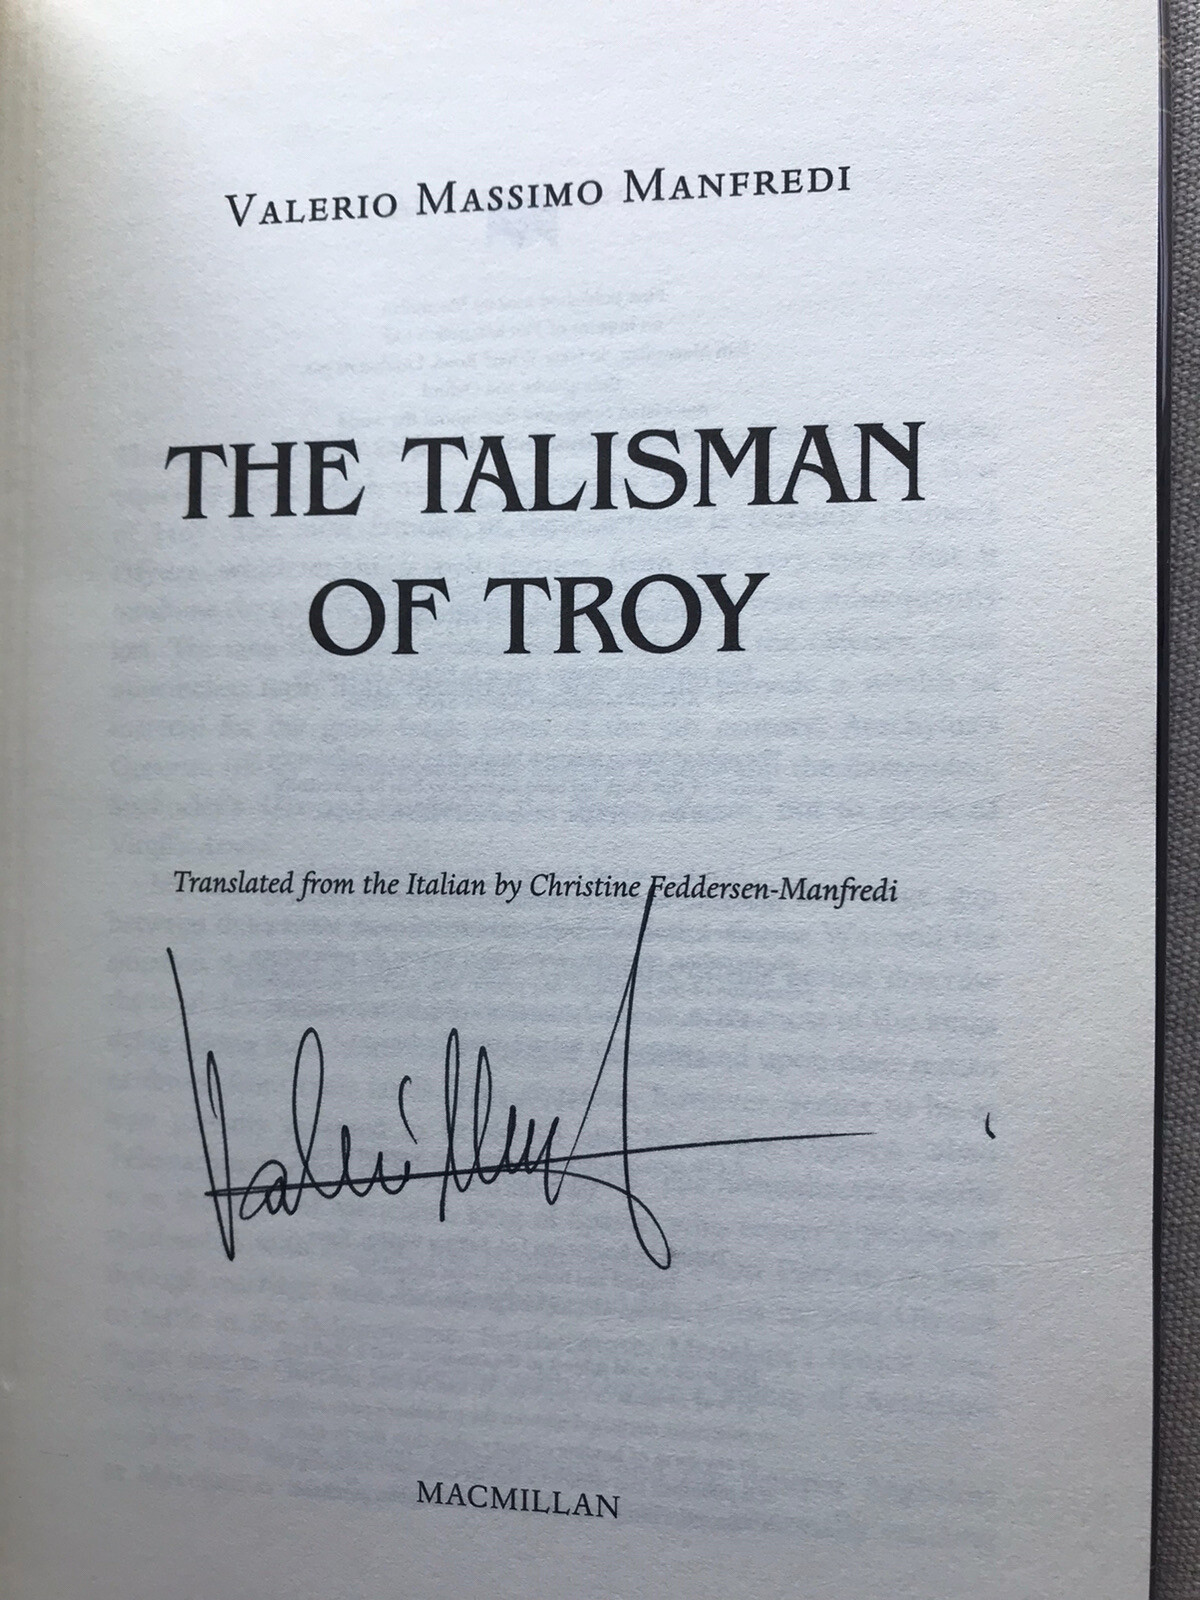 VALERIO MASSIMO MANFREDI
THE TALISMAN
OF TROY
Translated from the Italian by Christine Feddersen-Manfredi
MACMILLAN